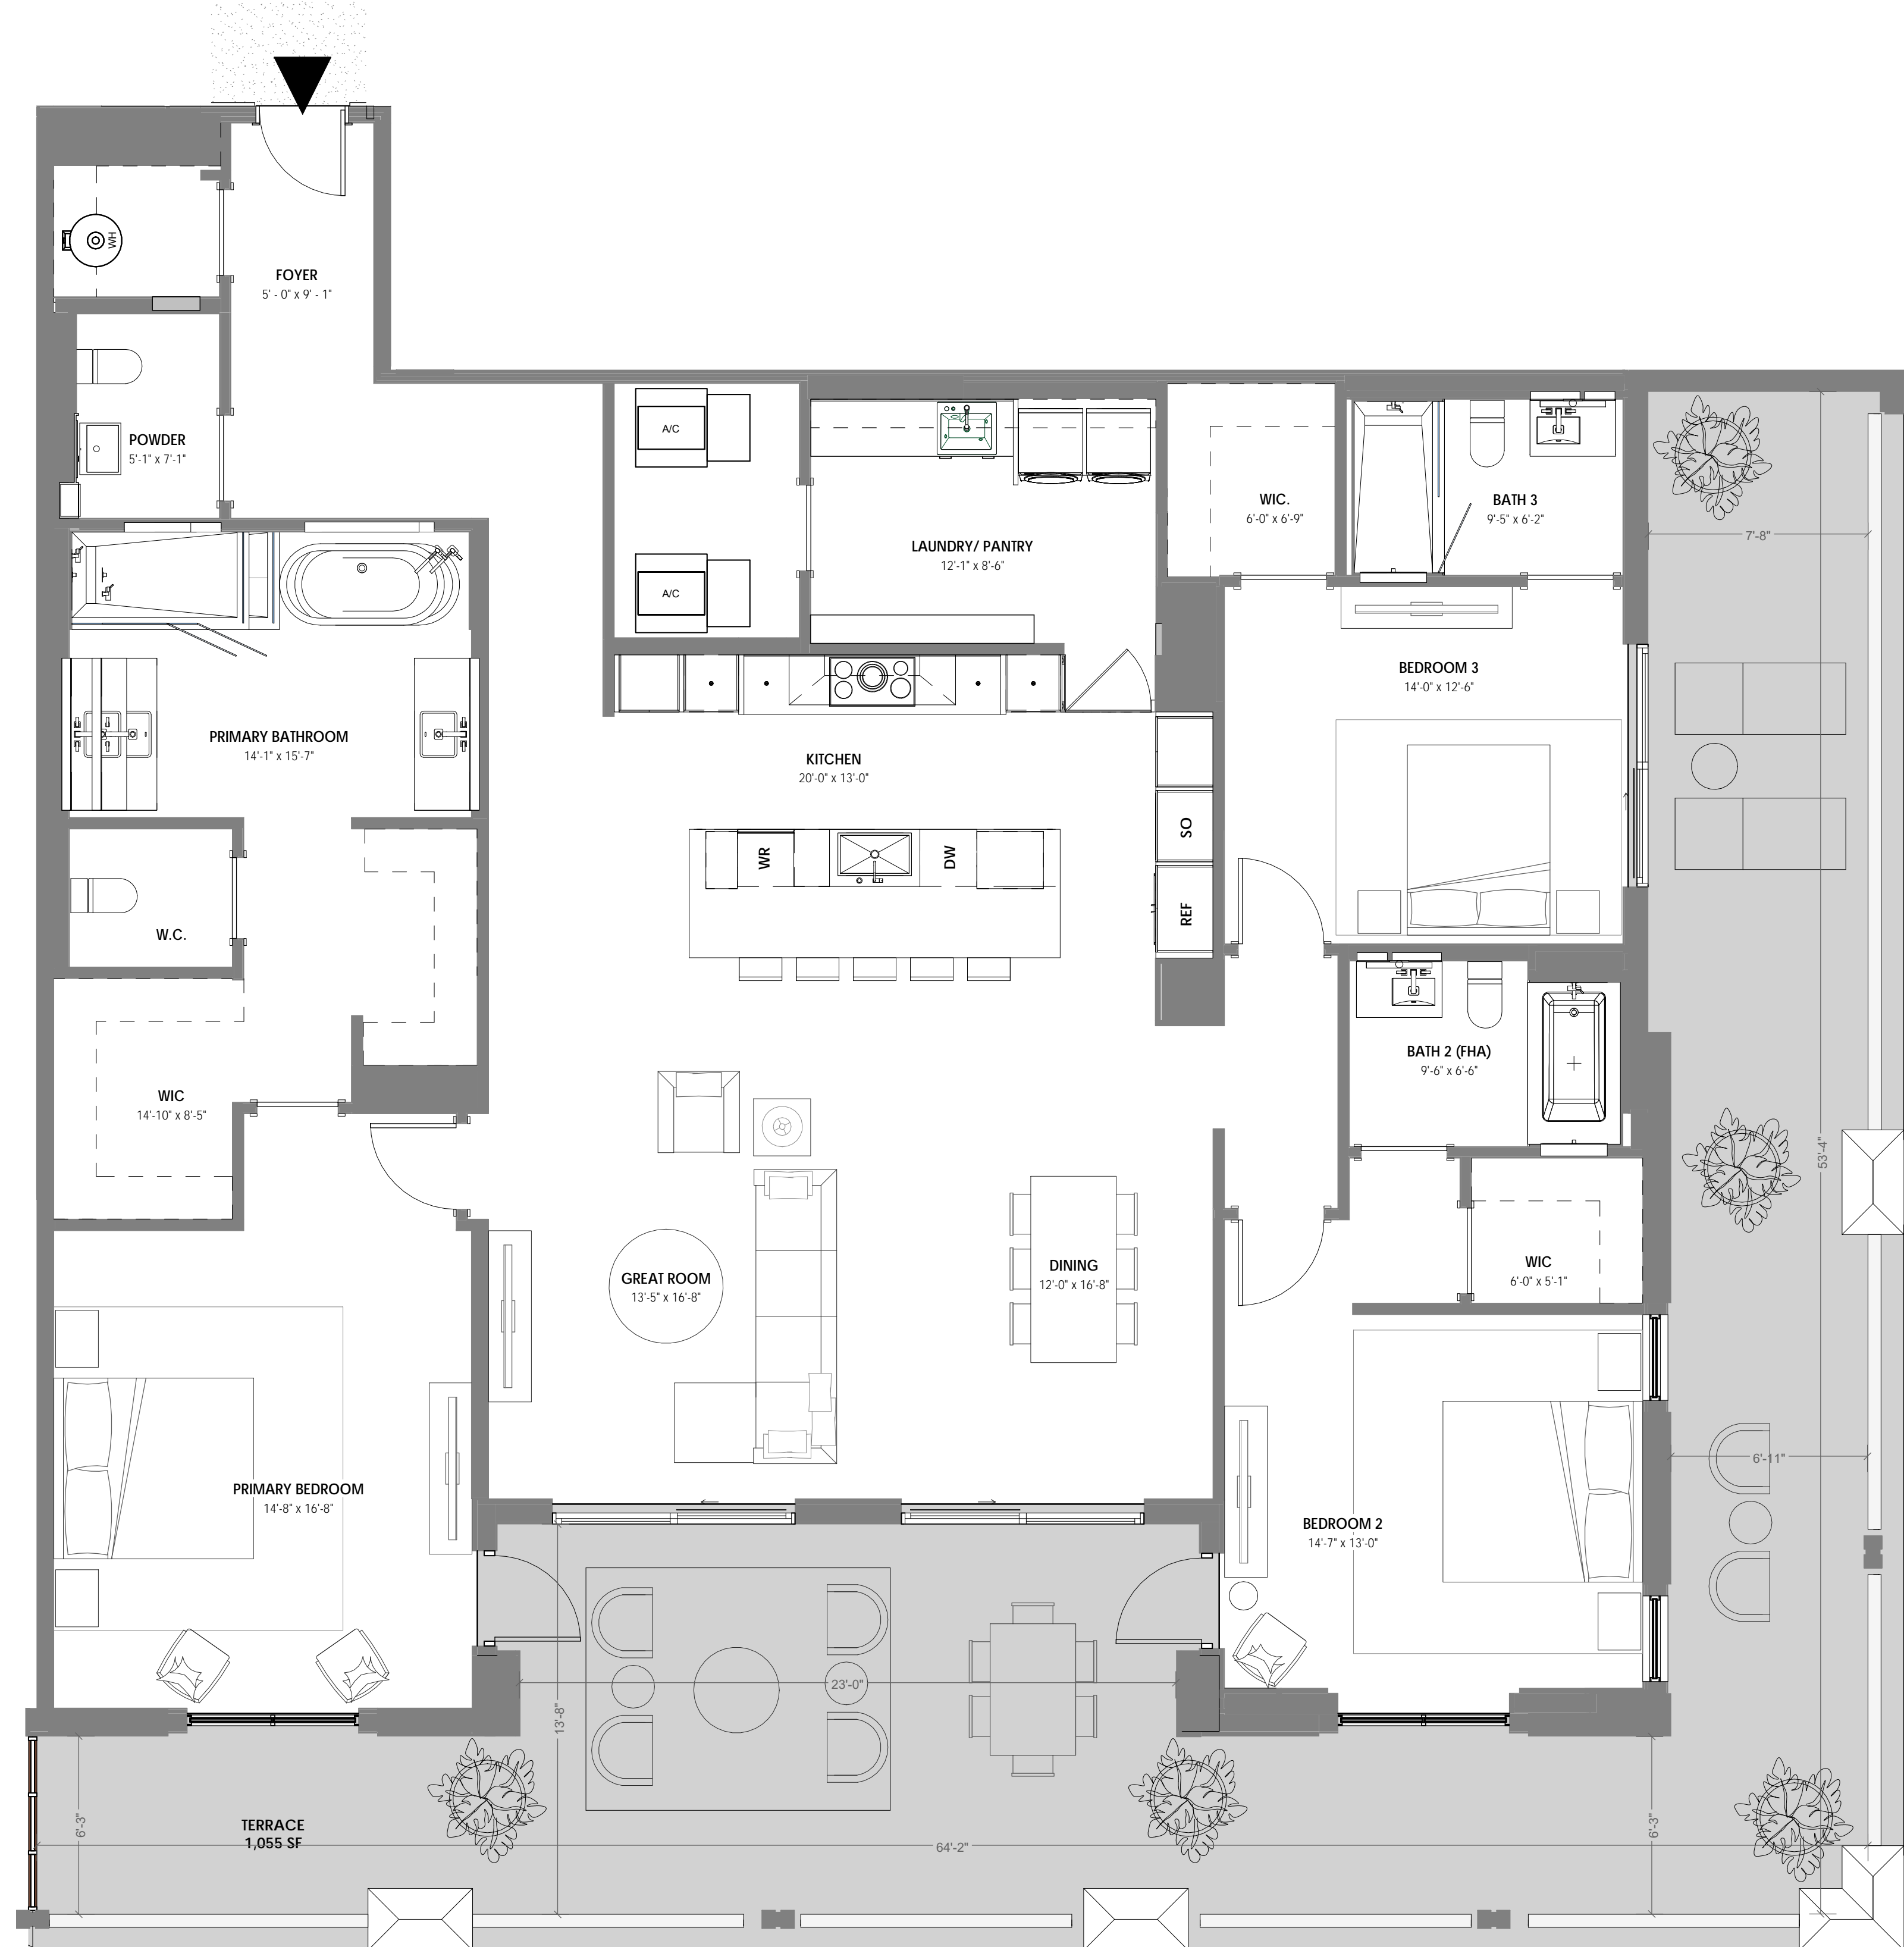 WH
FOYER
5' - 0" x 9' - 1"
POWDER
5'-1" x 7'-1"
A/C
A/C
LAUNDRY/ PANTRY
12'-1" x 8'-6"
WIC.
6'-0" x 6'-9"
BATH 3
9'-5" x 6'-2"
7'-8"
BEDROOM 3
14'-0" x 12'-6"
PRIMARY BATHROOM
14'-1" x 15'-7"
KITCHEN
20'-0" x 13'-0"
WR
DW
SO
REF
W.C.
BATH 2 (FHA)
9'-6" x 6'-6"
WIC
14'-10" x 8'-5"
53'-4"
GREAT ROOM
13'-5" x 16'-8"
DINING
12'-0" x 16'-8"
WIC
6'-0" x 5'-1"
6'-11"
PRIMARY BEDROOM
14'-8" x 16'-8"
BEDROOM 2
14'-7" x 13'-0"
23'-0"
13'-8"
6'-3"
TERRACE
1,055 SF
64'-2"
6'-3"